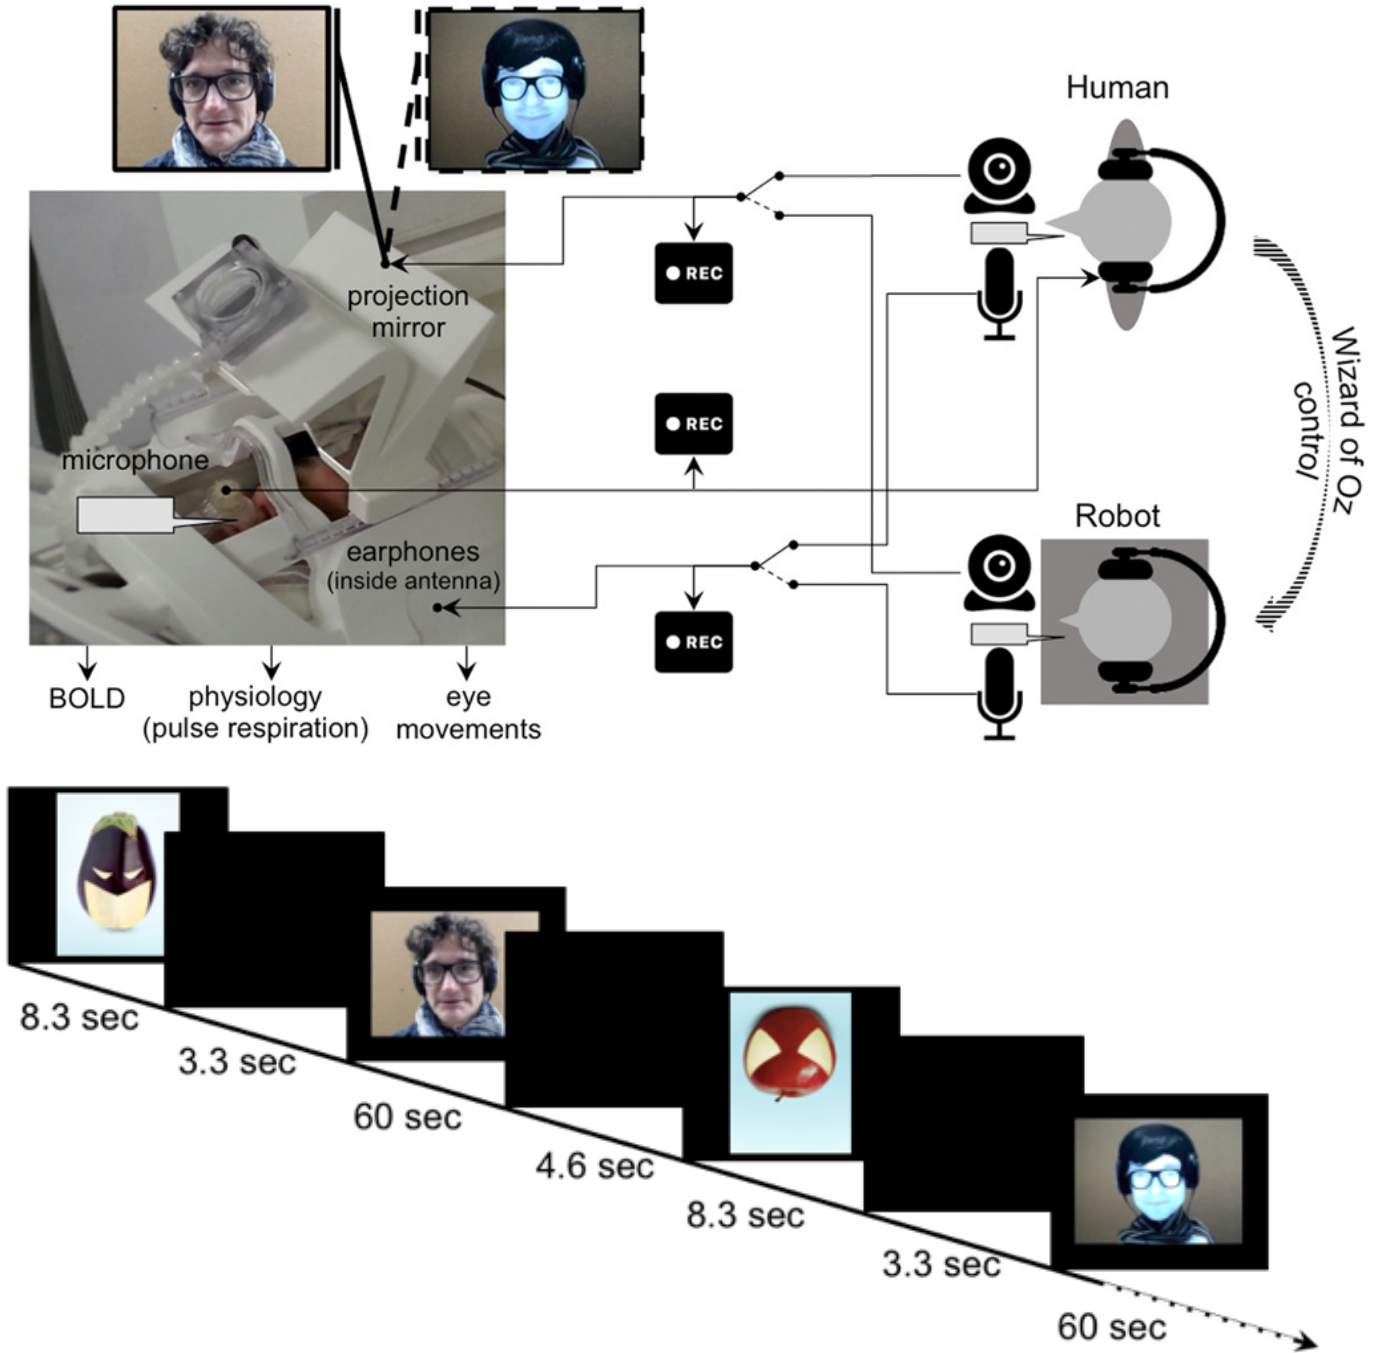 Human
● REC
projection
mirror
Wizard of Oz
control
● REC
microphone
Robot
earphones
(inside antenna)
● REC
BOLD
physiology
(pulse respiration)
eye
movements
8.3 sec
3.3 sec
60 sec
4.6 sec
8.3 sec
3.3 sec
60 sec